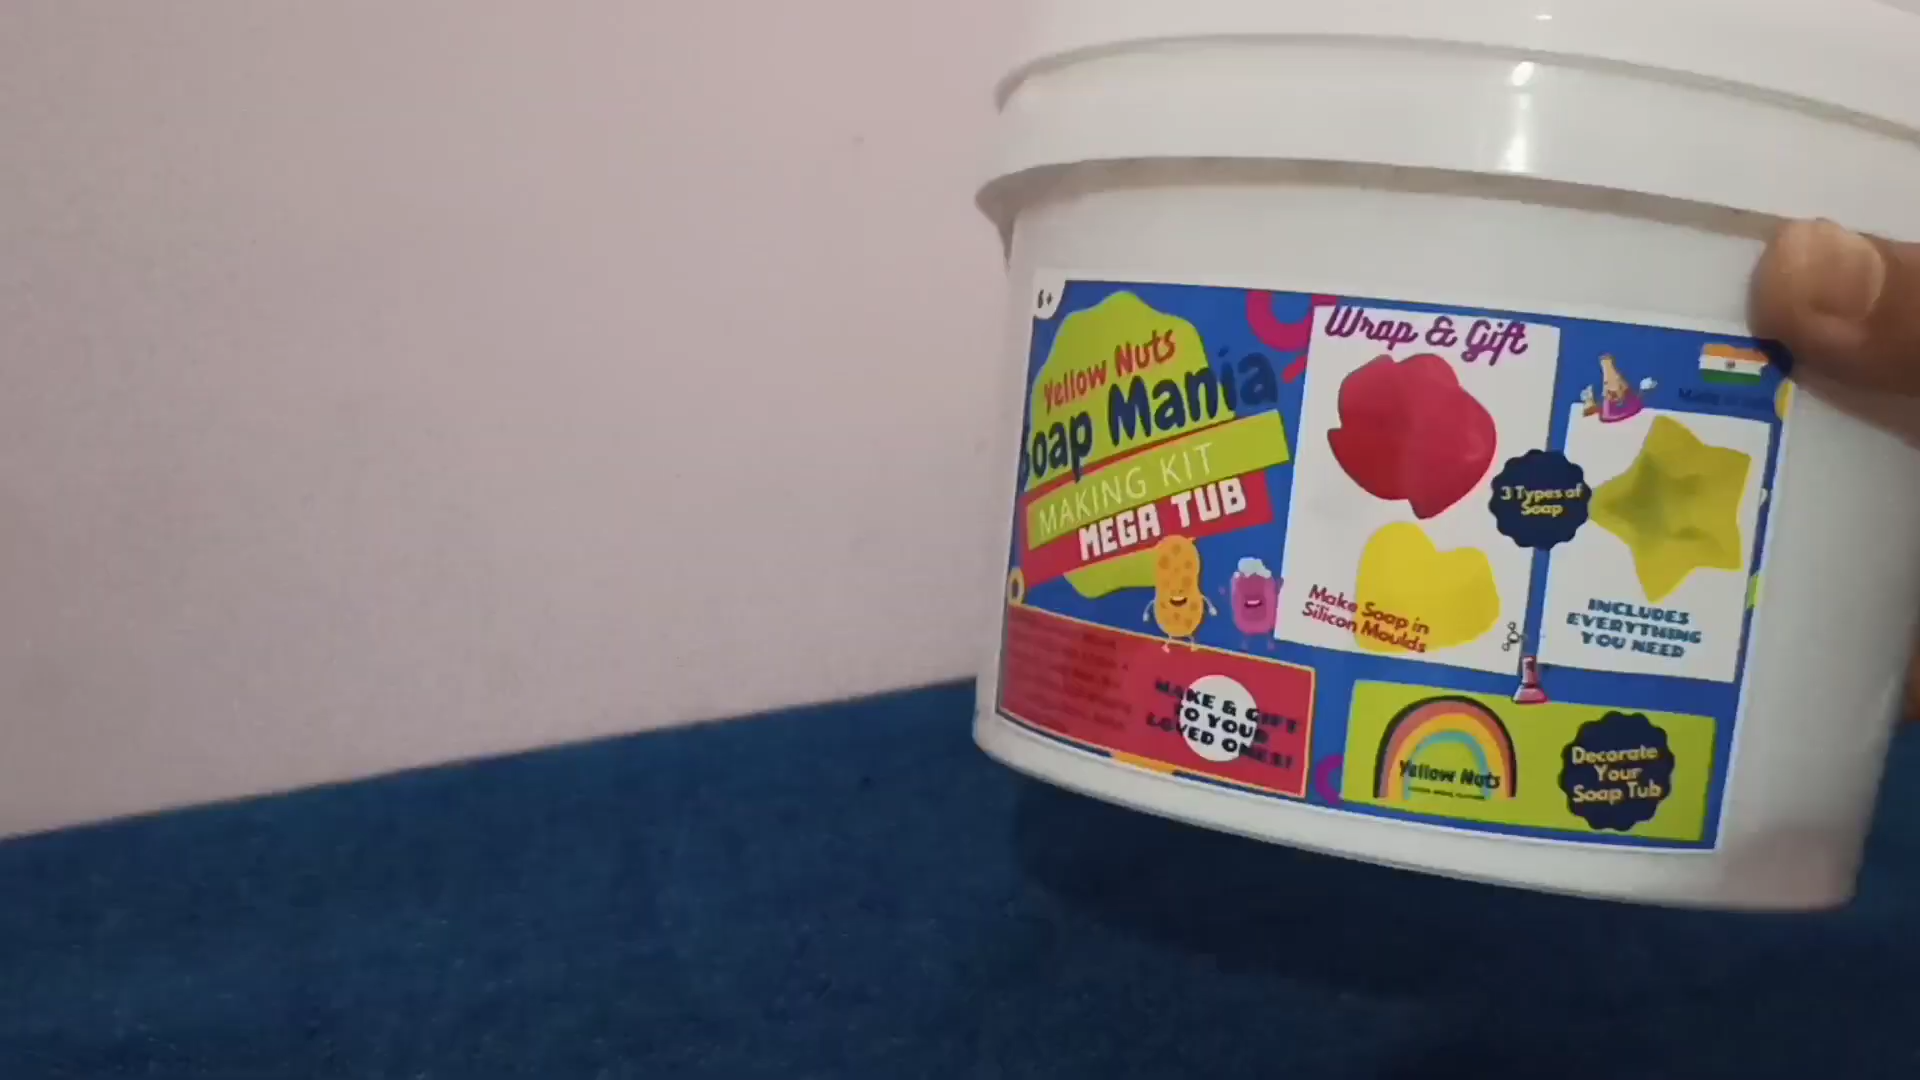 6+
Yellow Nuts
Soap Mania
MAKING KIT
MEGA TUB
Wrap & Gift
Make Soap in
Silicon Moulds
3 Types of
Soap
INCLUDES
EVERYTHING
YOU NEED
MAKE & GIFT
TO YOUR
LOVED ONES!
Yellow Nuts
Decorate
Your
Soap Tub